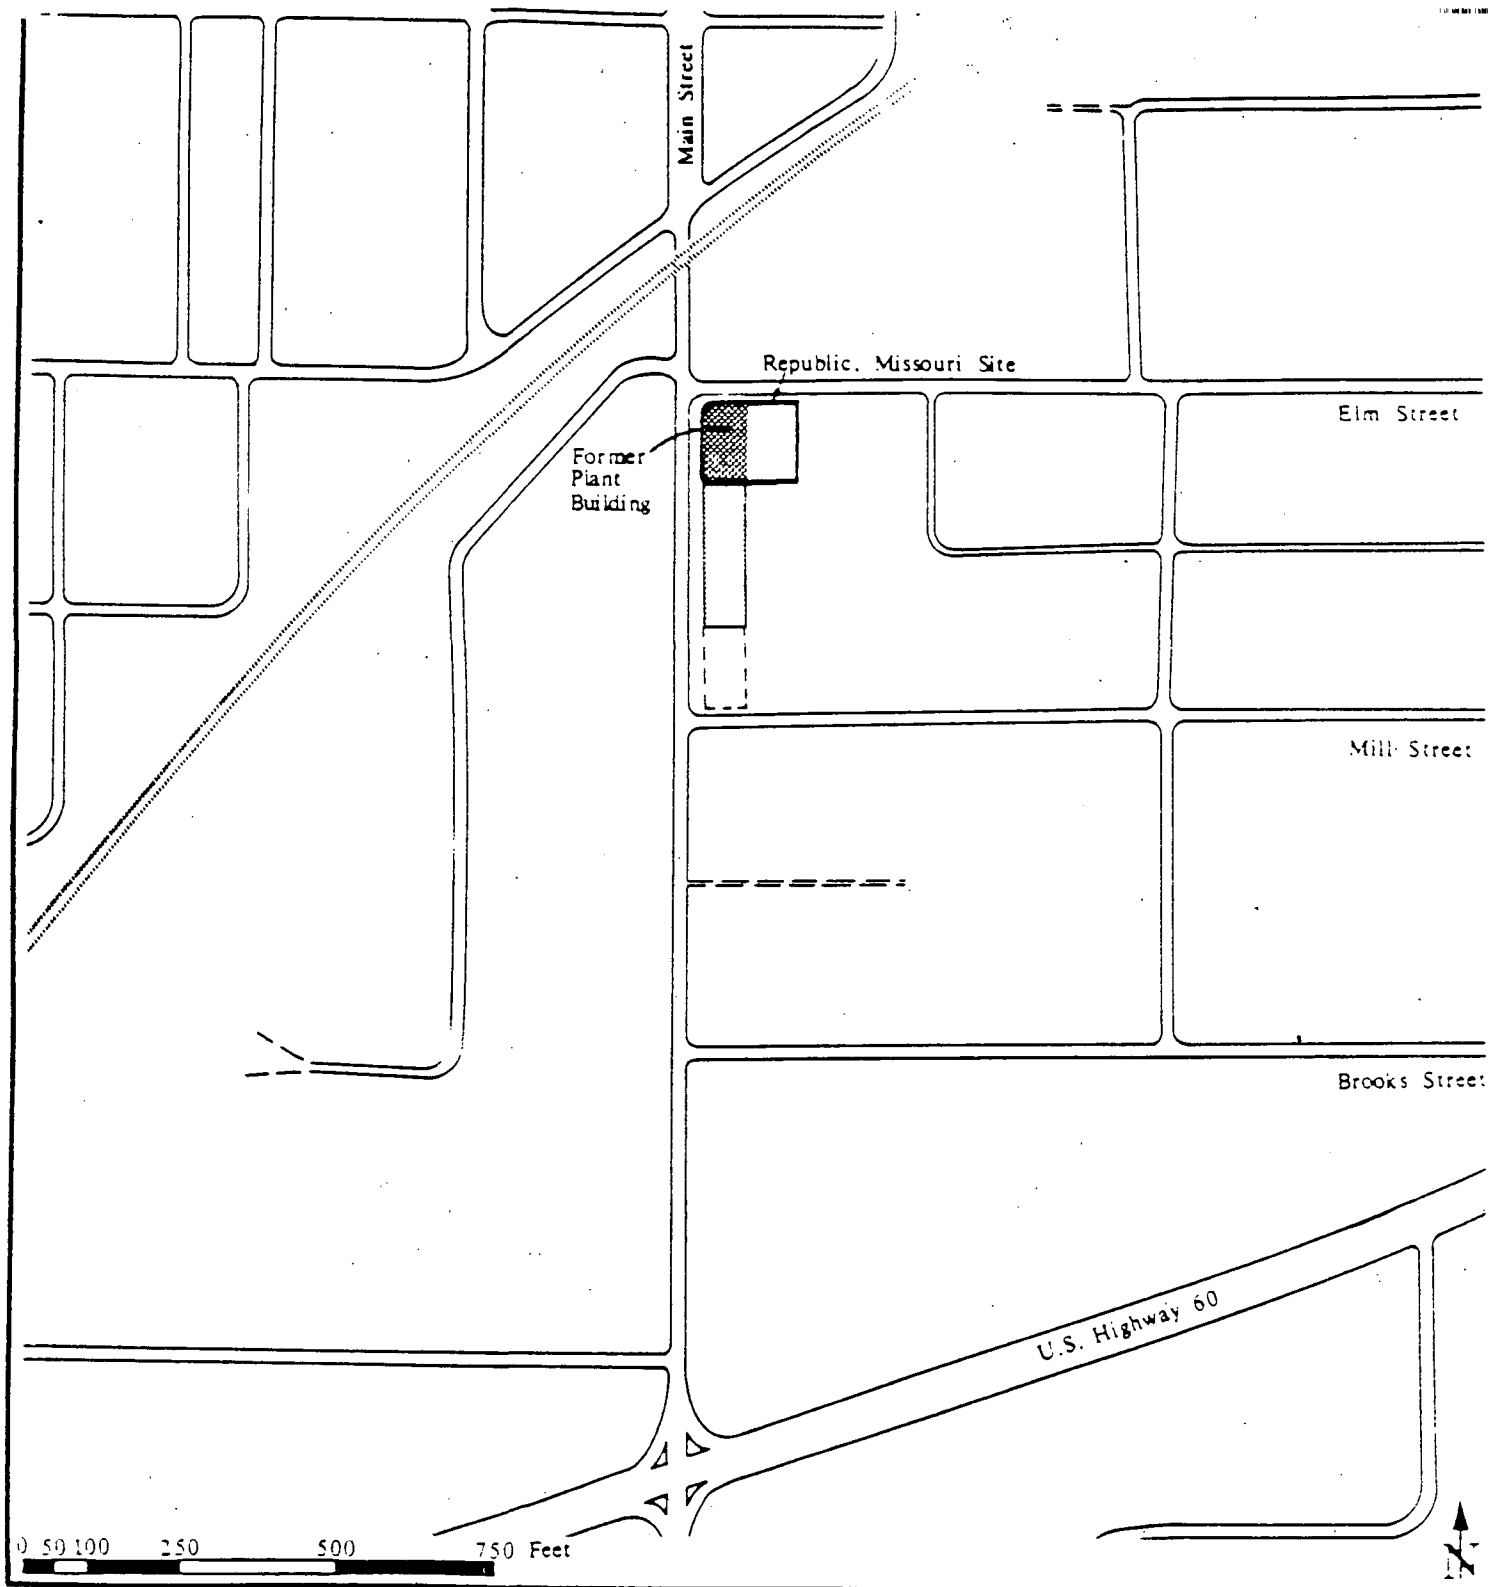 Main Street
Republic, Missouri Site
Elm Street
Former
Plant
Building
Mill Street
Brooks Street
U.S. Highway 60
0 50 100 250 500 750 Feet
N